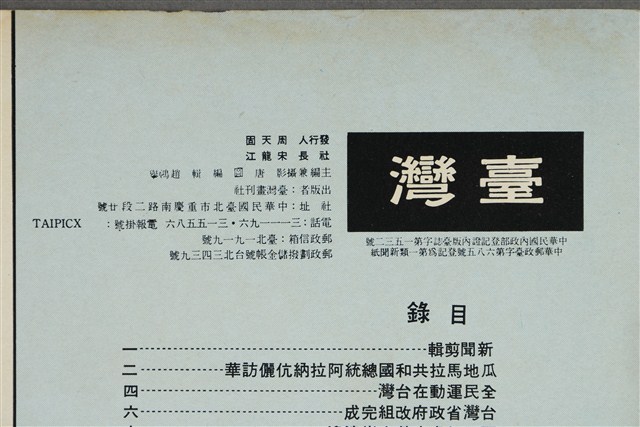 臺灣
中華民國內政部登記證內版臺誌字第一五三二號
中華郵政臺字第六八五號登記爲第一類新聞紙
發行人 周天固
社長 宋龍江
主編兼攝影 唐 編輯 趙鴻
出版者:臺灣畫刊社
社 址:中華民國臺北市重慶南路二段廿號
電話:三一一一九六・三一五五八六 電報掛號: TAIPICX
郵政信箱:臺北一九一九號
郵政劃撥儲金帳號台北三四三九號
目錄
新聞剪輯 一
瓜地馬拉共和國總統阿拉納伉儷訪華 二
全民運動在台灣 四
台灣省政府改組完成 六